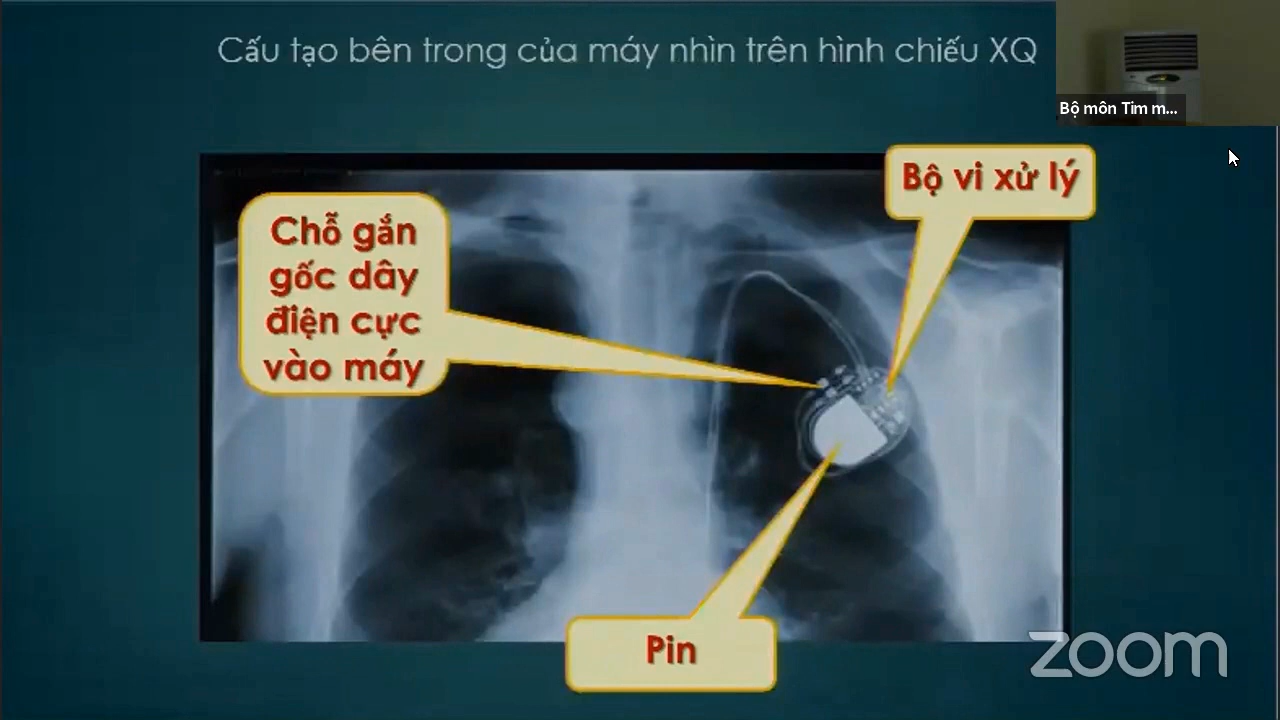 Cấu tạo bên trong của máy nhìn trên hình chiếu XQ
Bộ môn Tim m...
Bộ vi xử lý
Chỗ gắn
gốc dây
điện cực
vào máy
Pin
zoom